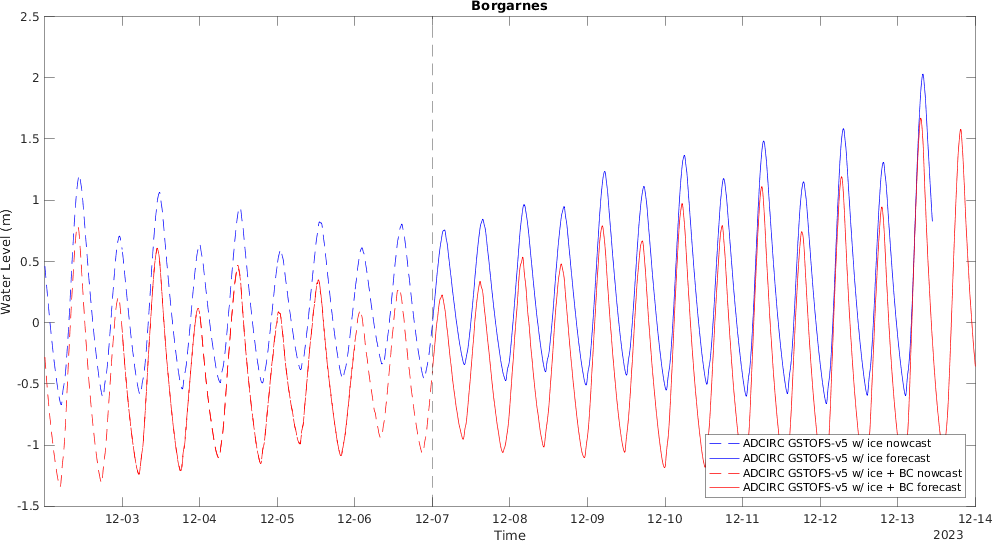 Borgarnes
2.5
2
1.5
1
0.5
0
-0.5
-1
-1.5
Water Level (m)
12-03 12-04 12-05 12-06 12-07 12-08 12-09 12-10 12-11 12-12 12-13 12-14
Time
2023
ADCIRC GSTOFS-v5 w/ ice nowcast
ADCIRC GSTOFS-v5 w/ ice forecast
ADCIRC GSTOFS-v5 w/ ice + BC nowcast
ADCIRC GSTOFS-v5 w/ ice + BC forecast